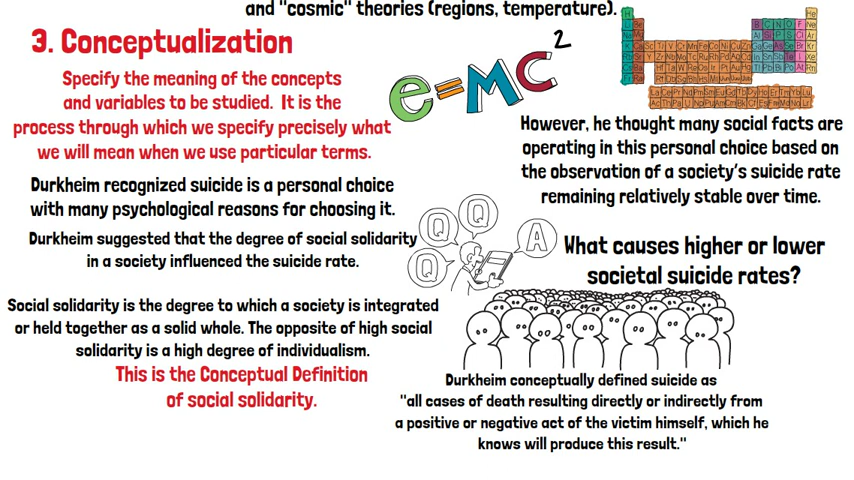 and "cosmic" theories (regions, temperature).
3. Conceptualization
Specify the meaning of the concepts
and variables to be studied. It is the
process through which we specify precisely what
we will mean when we use particular terms.
e=MC²
However, he thought many social facts are
operating in this personal choice based on
the observation of a society's suicide rate
remaining relatively stable over time.
Durkheim recognized suicide is a personal choice
with many psychological reasons for choosing it.
Durkheim suggested that the degree of social solidarity
in a society influenced the suicide rate.
Q
Q
Q
A
What causes higher or lower
societal suicide rates?
Social solidarity is the degree to which a society is integrated
or held together as a solid whole. The opposite of high social
solidarity is a high degree of individualism.
This is the Conceptual Definition
of social solidarity.
Durkheim conceptually defined suicide as
"all cases of death resulting directly or indirectly from
a positive or negative act of the victim himself, which he
knows will produce this result."